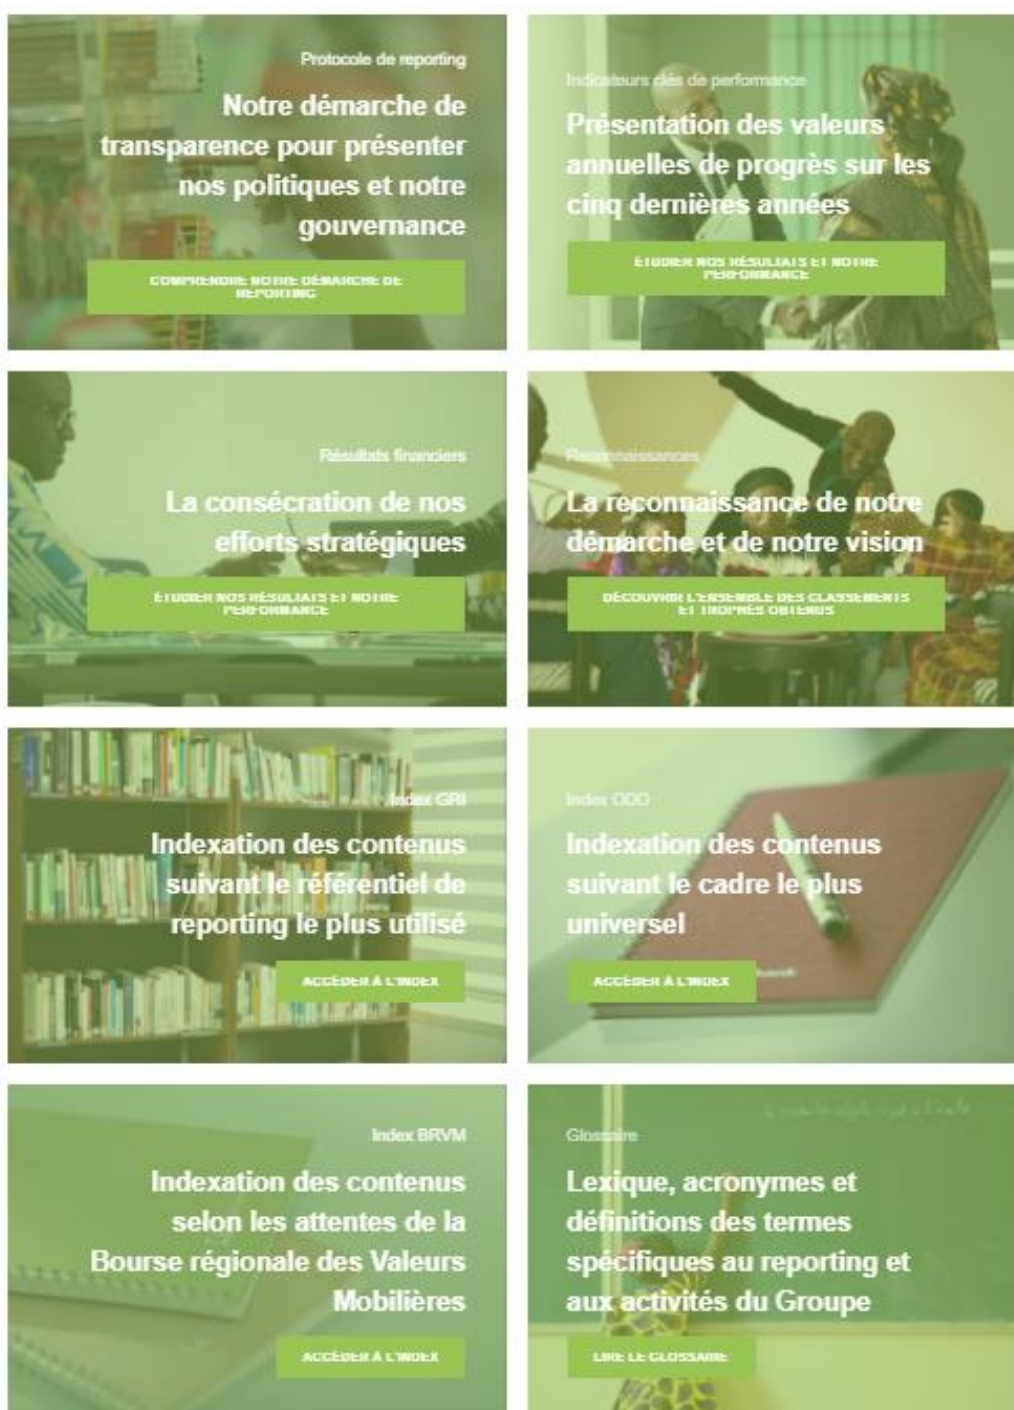 Protocole de reporting
Notre démarche de
transparence pour présenter
nos politiques et notre
gouvernance
COMPRENDRE NOTRE DÉMARCHE DE
REPORTING
Indicateurs clés de performance
Présentation des valeurs
annuelles de progrès sur les
cinq dernières années
ÉTUDIER NOS RÉSULTATS ET NOTRE
PERFORMANCE
Résultats financiers
La consécration de nos
efforts stratégiques
ÉTUDIER NOS RÉSULTATS ET NOTRE
PERFORMANCE
Reconnaissances
La reconnaissance de notre
démarche et de notre vision
DÉCOUVRIR L'ENSEMBLE DES CLASSEMENTS
ET TROPHÉS OBTENUS
Index GRI
Indexation des contenus
suivant le référentiel de
reporting le plus utilisé
ACCÉDER À L'INDEX
Index ODD
Indexation des contenus
suivant le cadre le plus
universel
ACCÉDER À L'INDEX
Index BRVM
Indexation des contenus
selon les attentes de la
Bourse régionale des Valeurs
Mobilières
ACCÉDER À L'INDEX
Glossaire
Lexique, acronymes et
définitions des termes
spécifiques au reporting et
aux activités du Groupe
LIRE LE GLOSSAIRE